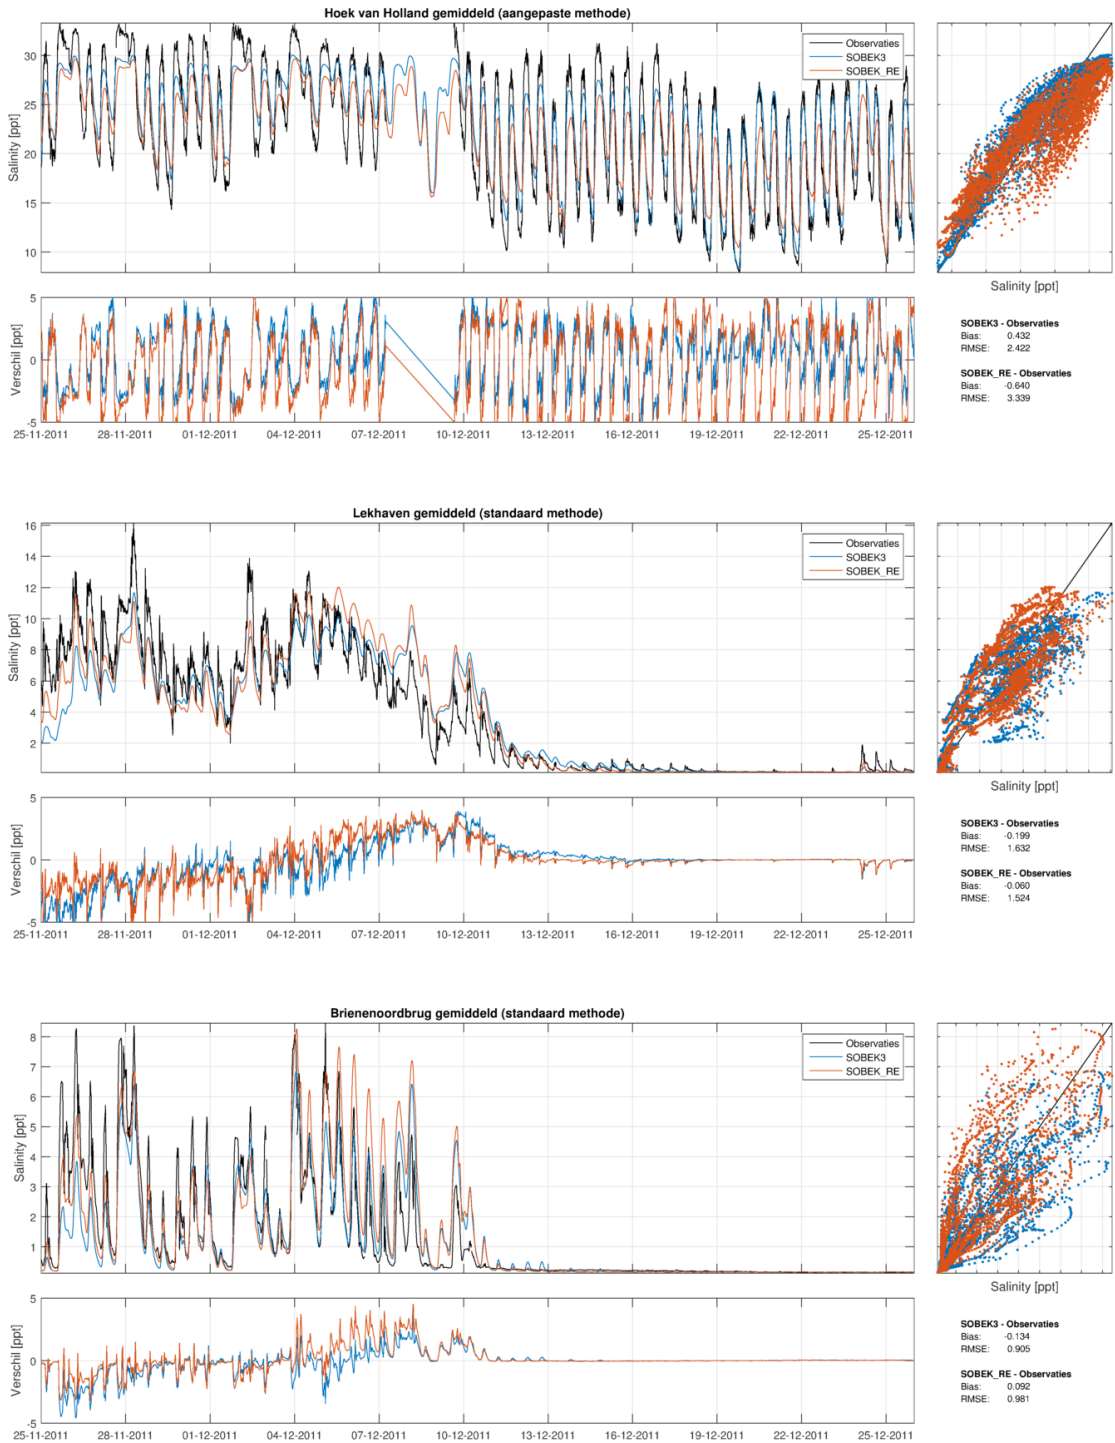 Hoek van Holland gemiddeld (aangepaste methode)
Salinity [ppt]
30
25
20
15
10
Observaties
SOBEK3
SOBEK_RE
Salinity [ppt]
Verschil [ppt]
5
0
-5
25-11-2011 28-11-2011 01-12-2011 04-12-2011 07-12-2011 10-12-2011 13-12-2011 16-12-2011 19-12-2011 22-12-2011 25-12-2011
SOBEK3 - Observaties
Bias: 0.432
RMSE: 2.422
SOBEK_RE - Observaties
Bias: -0.640
RMSE: 3.339
Lekhaven gemiddeld (standaard methode)
Salinity [ppt]
16
14
12
10
8
6
4
2
Observaties
SOBEK3
SOBEK_RE
Salinity [ppt]
Verschil [ppt]
5
0
-5
25-11-2011 28-11-2011 01-12-2011 04-12-2011 07-12-2011 10-12-2011 13-12-2011 16-12-2011 19-12-2011 22-12-2011 25-12-2011
SOBEK3 - Observaties
Bias: -0.199
RMSE: 1.632
SOBEK_RE - Observaties
Bias: -0.060
RMSE: 1.524
Brienenoordbrug gemiddeld (standaard methode)
Salinity [ppt]
8
7
6
5
4
3
2
1
Observaties
SOBEK3
SOBEK_RE
Salinity [ppt]
Verschil [ppt]
5
0
-5
25-11-2011 28-11-2011 01-12-2011 04-12-2011 07-12-2011 10-12-2011 13-12-2011 16-12-2011 19-12-2011 22-12-2011 25-12-2011
SOBEK3 - Observaties
Bias: -0.134
RMSE: 0.905
SOBEK_RE - Observaties
Bias: 0.092
RMSE: 0.981